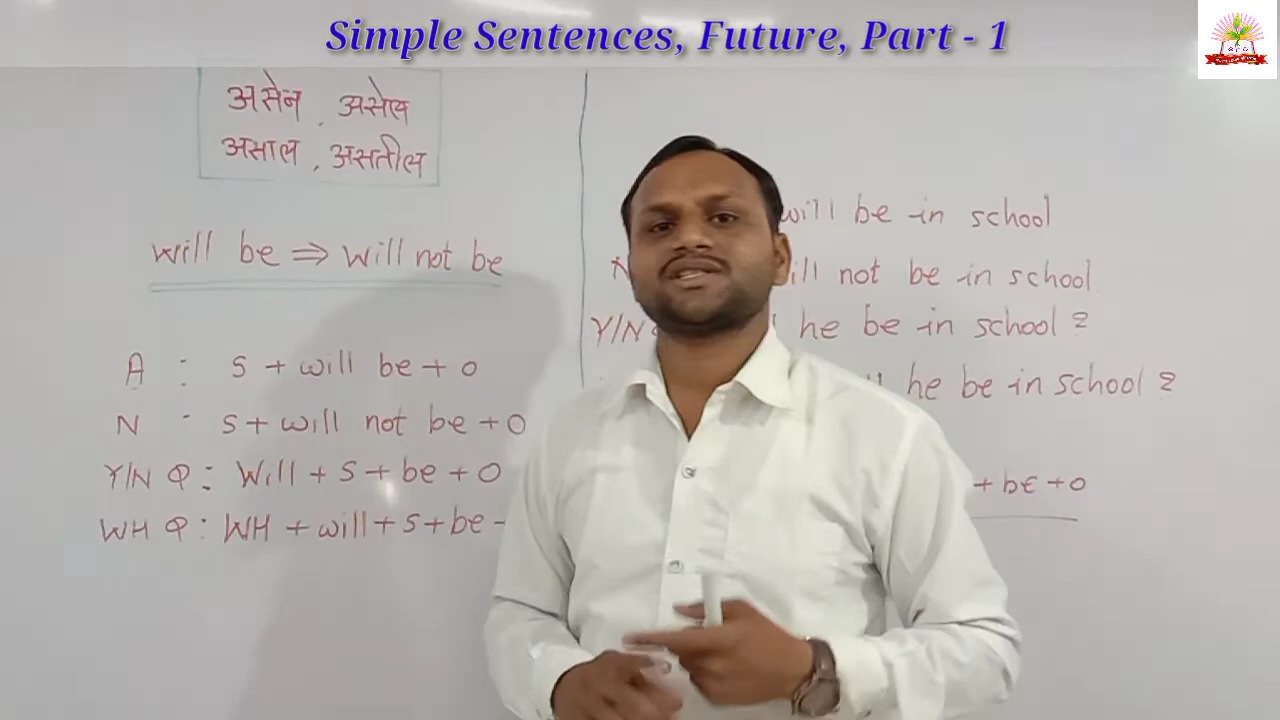 Simple Sentences, Future, Part - 1
असेन , असेल
असाल , असतील
will be ⇒ will not be
A : S + will be + O
N : S + will not be + O
Y/N Q : Will + S + be + O
WH Q : WH + will + S + be
will be in school
not be in school
Y/N he be in school ?
he be in school ?
+ be + O